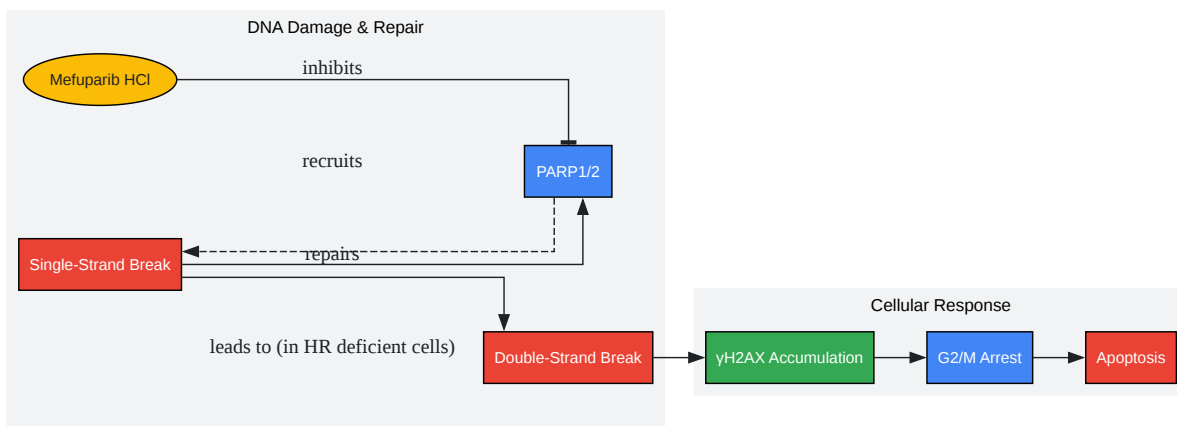 DNA Damage & Repair
Mefuparib HCl
inhibits
recruits
PARP1/2
repairs
Single-Strand Break
leads to (in HR deficient cells)
Double-Strand Break
Cellular Response
γH2AX Accumulation
G2/M Arrest
Apoptosis